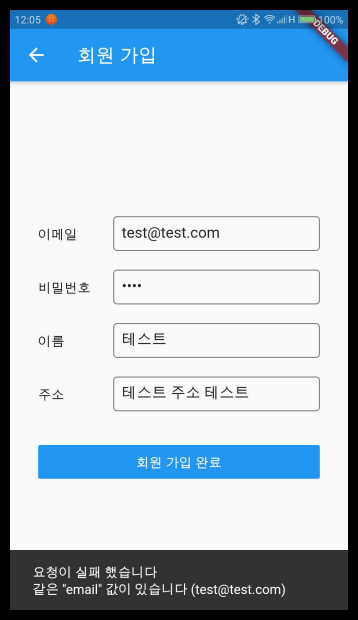 12:05 H 100%
DEBUG
회원 가입
이메일 test@test.com
비밀번호 ••••
이름 테스트
주소 테스트 주소 테스트
회원 가입 완료
요청이 실패 했습니다
같은 "email" 값이 있습니다 (test@test.com)